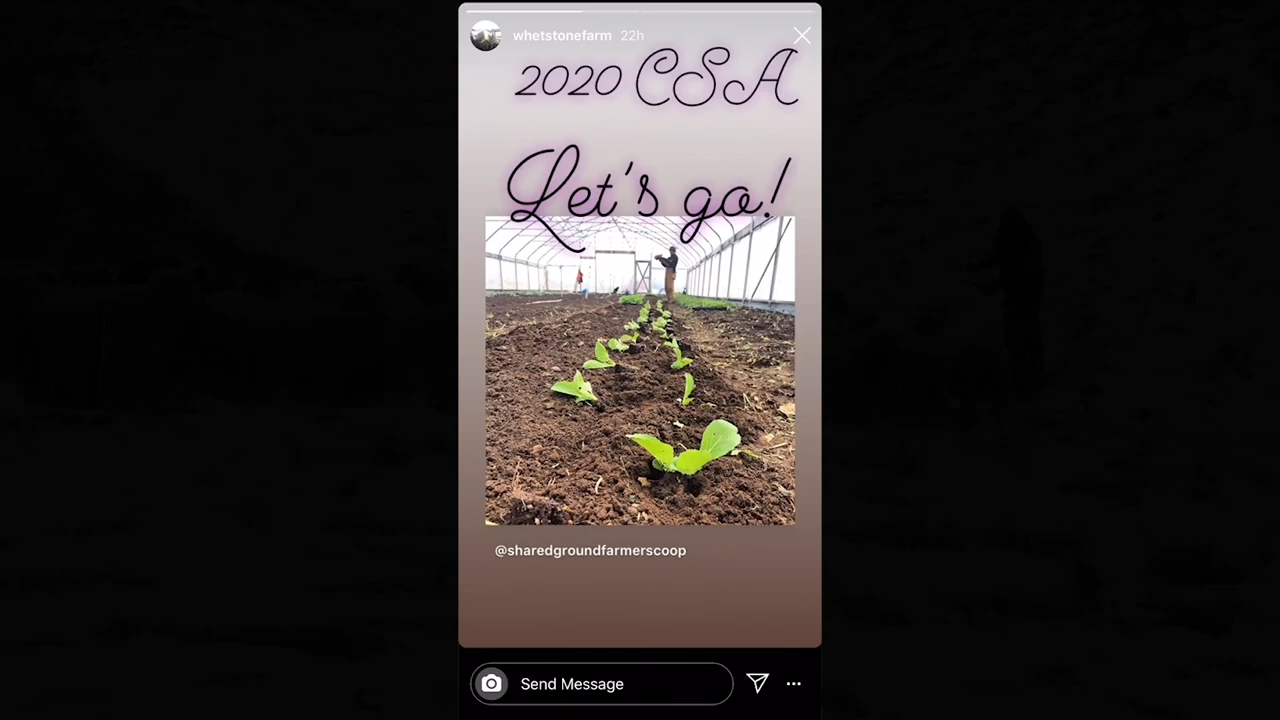 whetstonefarm 22h
2020 CSA
Let's go!
@sharedgroundfarmerscoop
Send Message